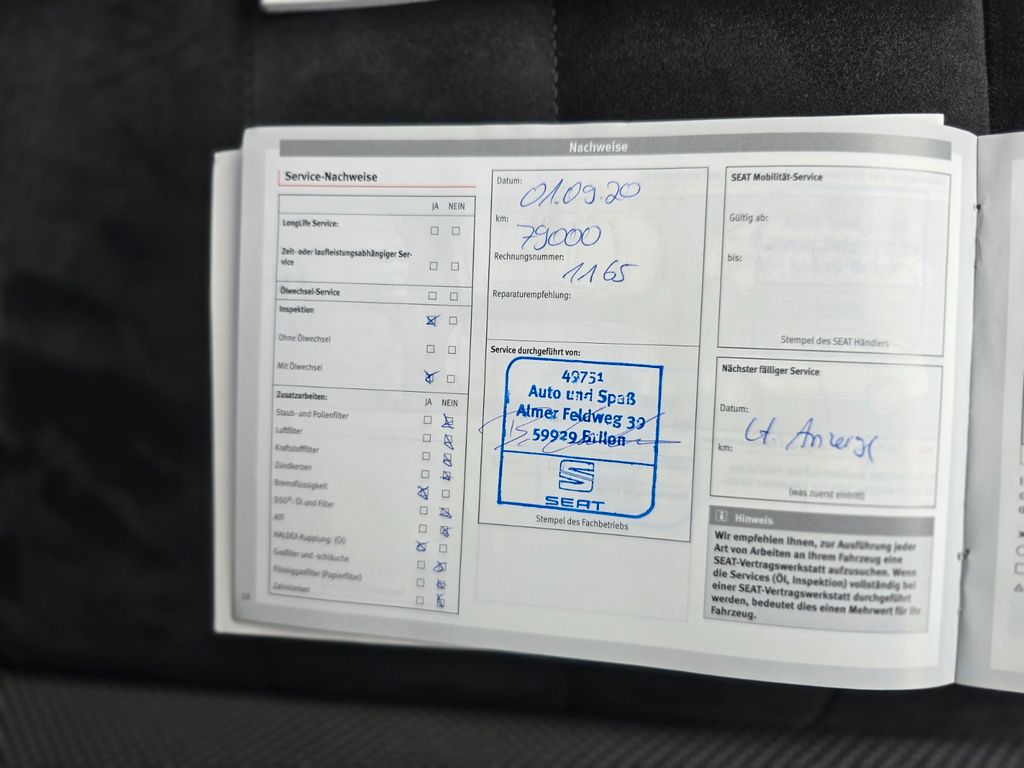 Nachweise
Service-Nachweise
JA NEIN
LongLife Service:
Zeit- oder laufleistungsabhängiger Ser-
vice
Ölwechsel-Service
Inspektion
Ohne Ölwechsel
Mit Ölwechsel
Zusatzarbeiten: JA NEIN
Staub- und Pollenfilter
Luftfilter
Kraftstofffilter
Zündkerzen
Bremsflüssigkeit
DSG®: Öl und Filter
ATF
HALDEX-Kupplung: (Öl)
Gasfilter und -schläuche
Flüssiggasfilter (Papierfilter)
Zahnriemen
Datum: 01.09.20
km: 79000
Rechnungsnummer: 1165
Reparaturempfehlung:
Service durchgeführt von:
49751
Auto und Spaß
Almer Feldweg 39
59929 Brilon
SEAT
Stempel des Fachbetriebs
SEAT Mobilität-Service
Gültig ab:
bis:
Stempel des SEAT Händlers
Nächster fälliger Service
Datum:
km: Lt. Anzeige
(was zuerst eintritt)
Hinweis
Wir empfehlen Ihnen, zur Ausführung jeder
Art von Arbeiten an Ihrem Fahrzeug eine
SEAT-Vertragswerkstatt aufzusuchen. Wenn
die Services (Öl, Inspektion) vollständig bei
einer SEAT-Vertragswerkstatt durchgeführt
werden, bedeutet dies einen Mehrwert für Ihr
Fahrzeug.